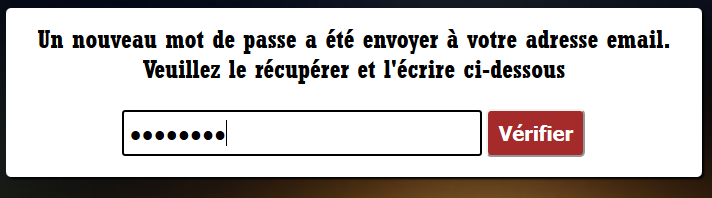 Un nouveau mot de passe a été envoyer à votre adresse email.
Veuillez le récupérer et l'écrire ci-dessous
••••••••
Vérifier